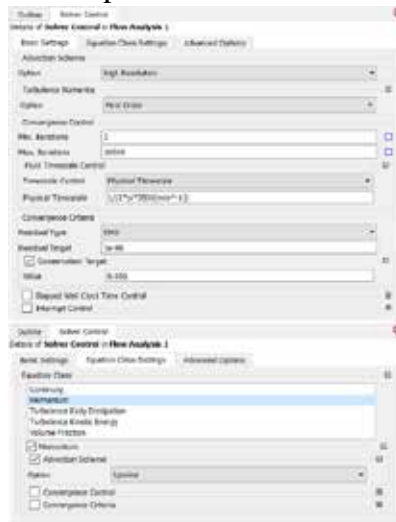 Outline Solver Control
Details of Solver Control in Flow Analysis 1
Basic Settings Equation Class Settings Advanced Options
Advection Scheme
Option High Resolution
Turbulence Numerics
Option First Order
Convergence Control
Min. Iterations 1
Max. Iterations
Fluid Timescale Control
Timescale Control Physical Timescale
Physical Timescale
Convergence Criteria
Residual Type RMS
Residual Target
Conservation Target
Value
Elapsed Wall Clock Time Control
Interrupt Control
Outline Solver Control
Details of Solver Control in Flow Analysis 1
Basic Settings Equation Class Settings Advanced Options
Equation Class
Continuity
Momentum
Turbulence Eddy Dissipation
Turbulence Kinetic Energy
Volume Fraction
Momentum
Advection Scheme
Option Upwind
Convergence Control
Convergence Criteria